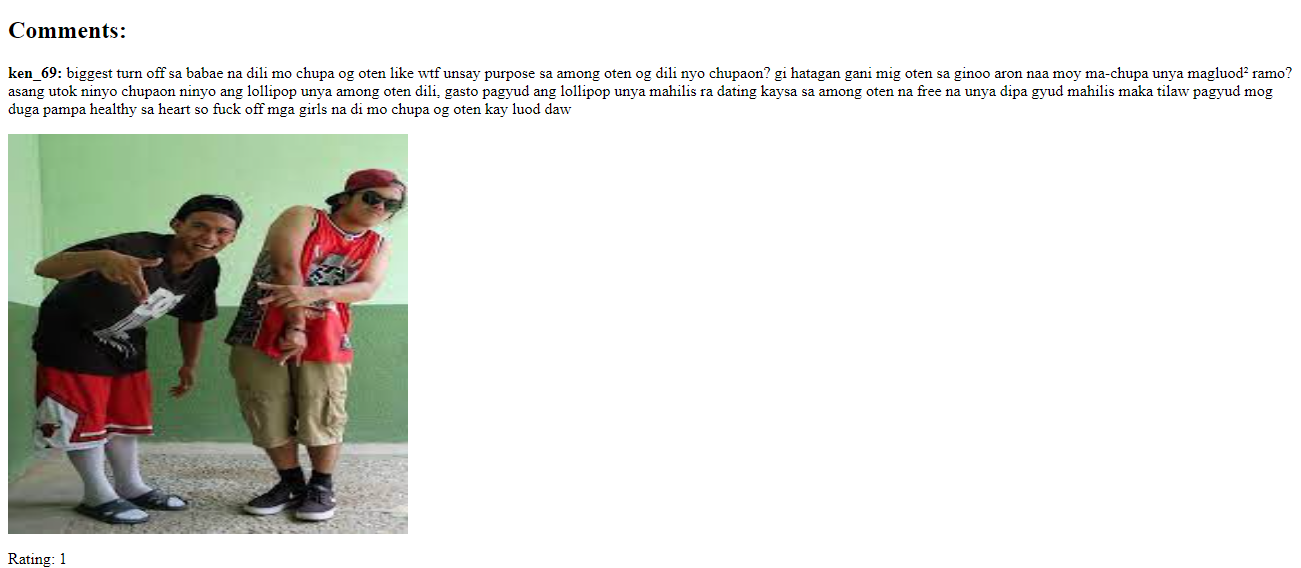 Comments:
ken_69: biggest turn off sa babae na dili mo chupa og oten like wtf unsay purpose sa among oten og dili nyo chupaon? gi hatagan gani mig oten sa ginoo aron naa moy ma-chupa unya magluod² ramo?
asang utok ninyo chupaon ninyo ang lollipop unya among oten dili, gasto pagyud ang lollipop unya mahilis ra dating kaysa sa among oten na free na unya dipa gyud mahilis maka tilaw pagyud mog
duga pampa healthy sa heart so fuck off mga girls na di mo chupa og oten kay luod daw
Rating: 1